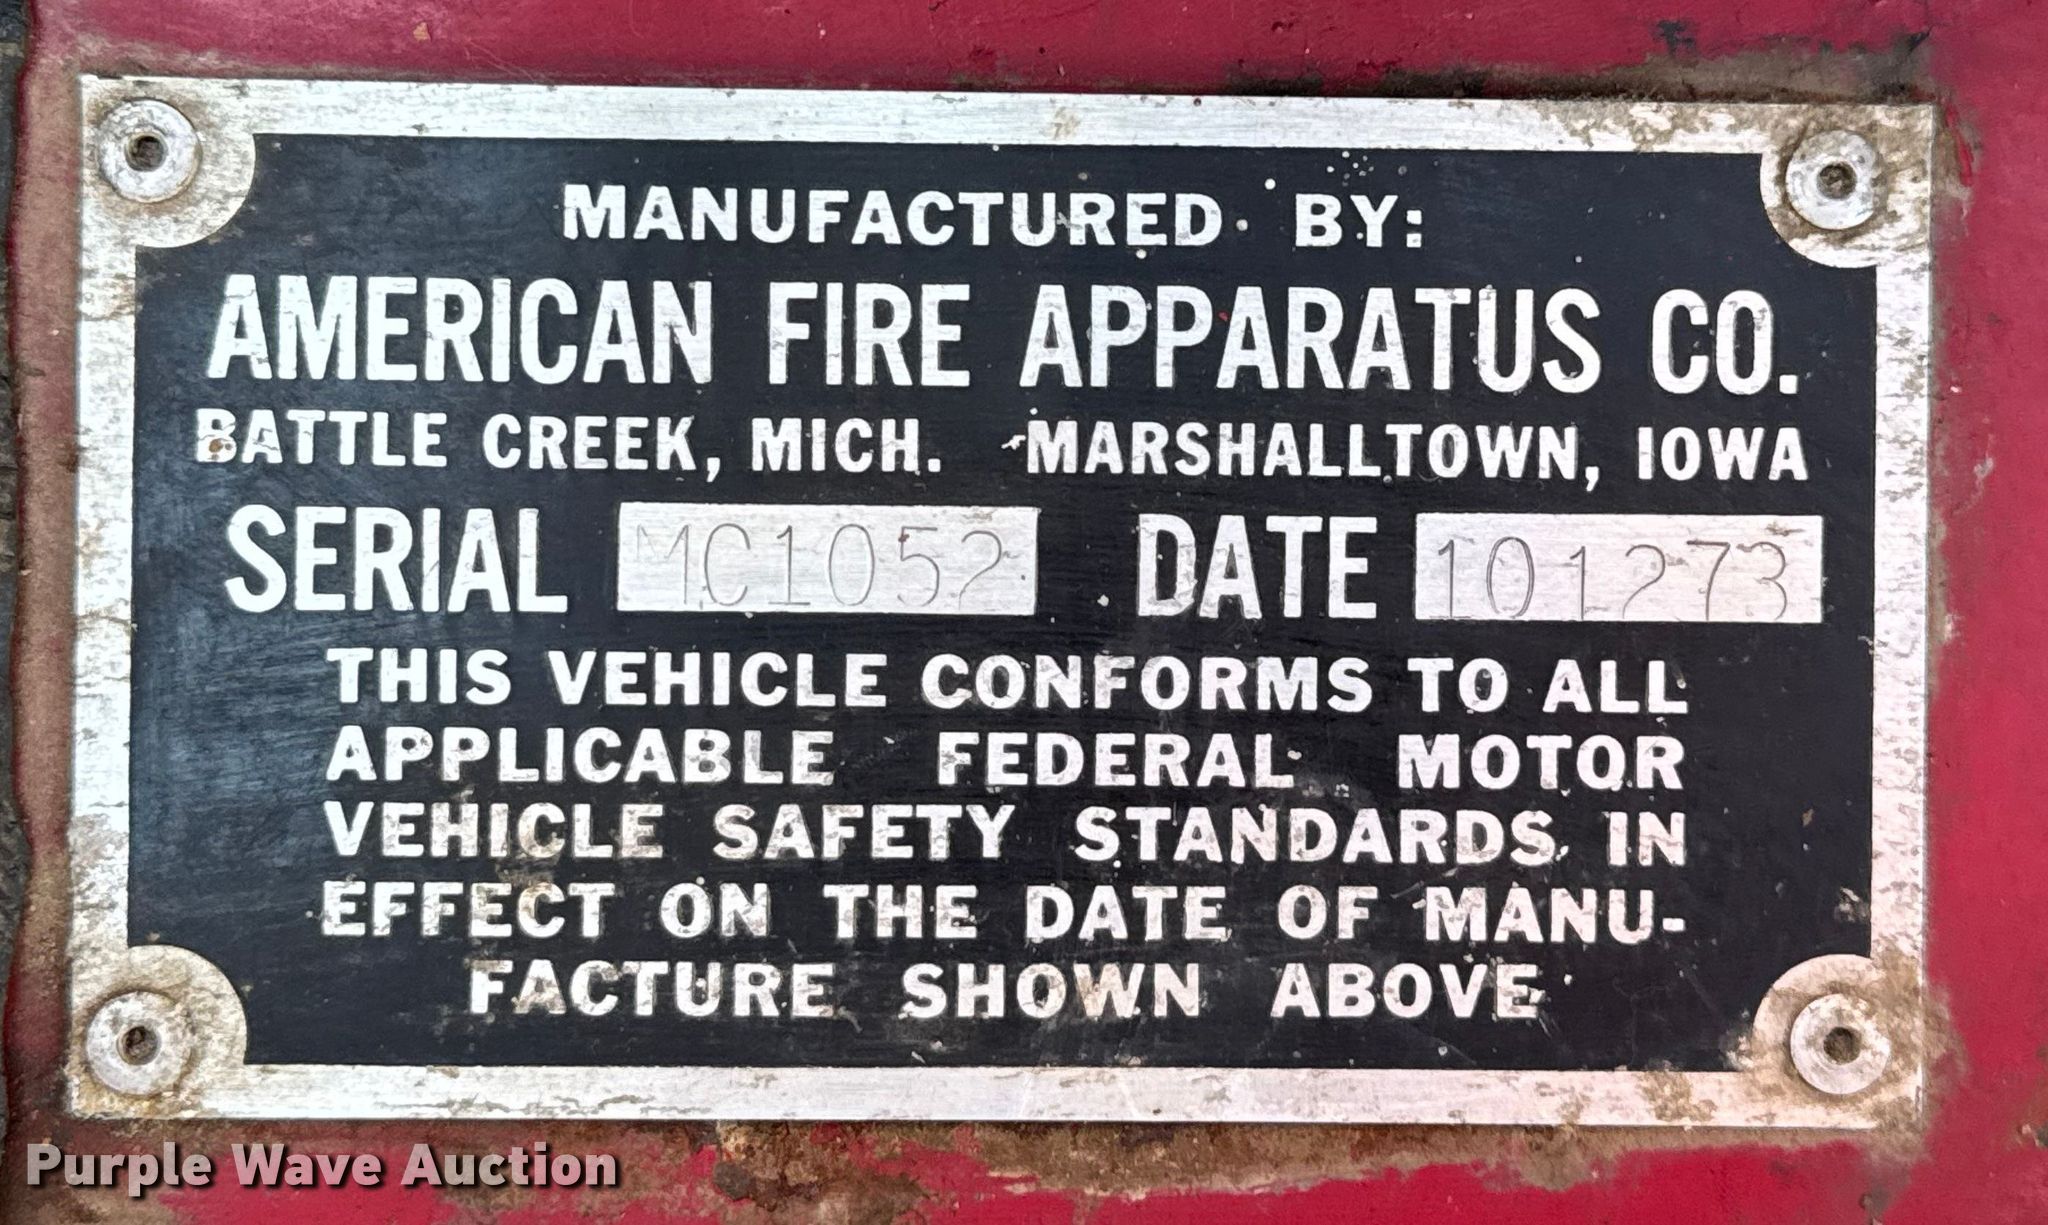 MANUFACTURED BY:
AMERICAN FIRE APPARATUS CO.
BATTLE CREEK, MICH. MARSHALLTOWN, IOWA
SERIAL MC1052 DATE 101273
THIS VEHICLE CONFORMS TO ALL
APPLICABLE FEDERAL MOTOR
VEHICLE SAFETY STANDARDS IN
EFFECT ON THE DATE OF MANU-
FACTURE SHOWN ABOVE
Purple Wave Auction